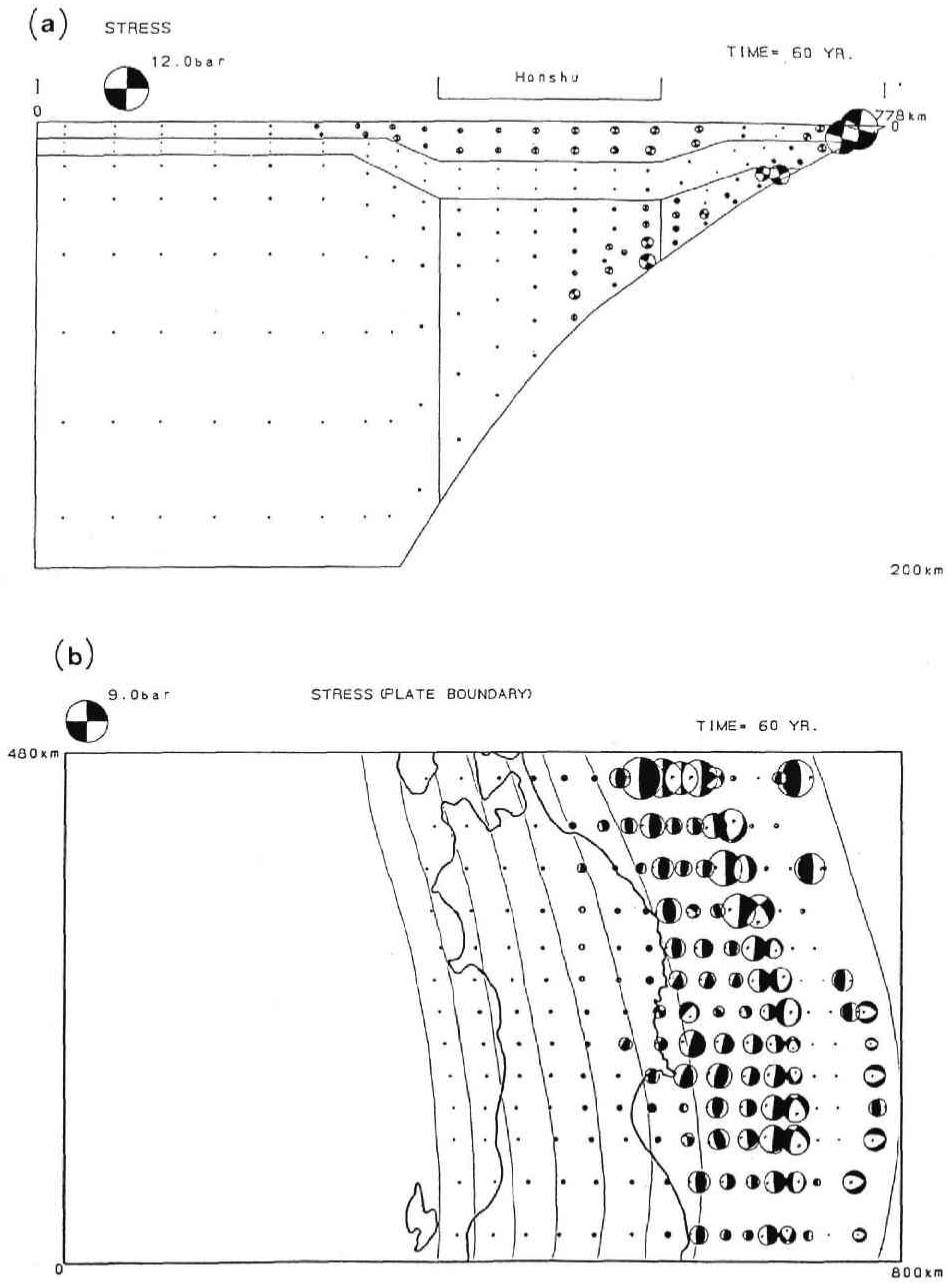 (a)
STRESS
12.0bar
TIME= 60 YR.
Honshu
I
I'
0
778km
0
200km
(b)
9.0bar
STRESS (PLATE BOUNDARY)
TIME= 60 YR.
480km
0
800km